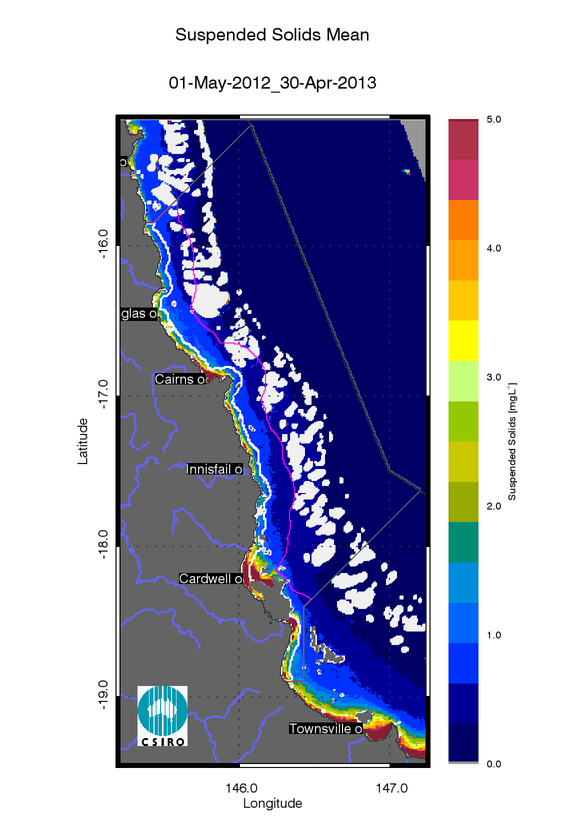 Suspended Solids Mean
01-May-2012_30-Apr-2013
5.0
4.0
3.0
2.0
1.0
0.0
Suspended Solids [mgL⁻]
-16.0
-17.0
-18.0
-19.0
Latitude
glas o
Cairns o
Innisfail o
Cardwell o
Townsville o
CSIRO
146.0
147.0
Longitude